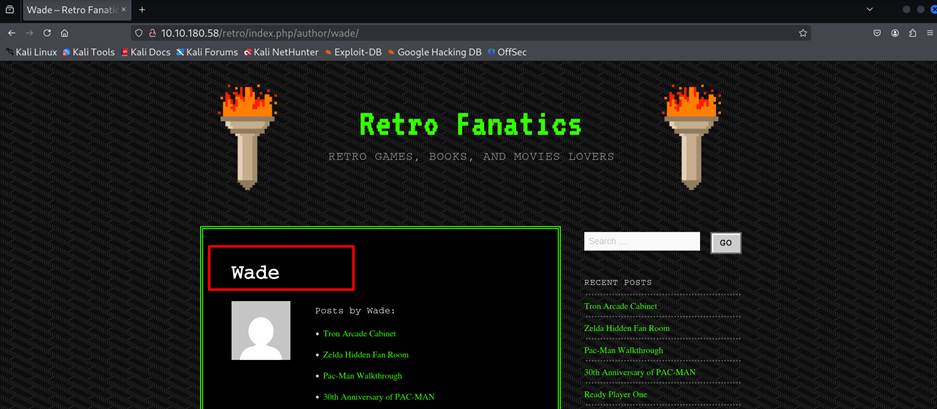 Wade – Retro Fanatic
10.10.180.58/retro/index.php/author/wade/
Kali Linux Kali Tools Kali Docs Kali Forums Kali NetHunter Exploit-DB Google Hacking DB OffSec
Retro Fanatics
RETRO GAMES, BOOKS, AND MOVIES LOVERS
Wade
Posts by Wade:
• Tron Arcade Cabinet
• Zelda Hidden Fan Room
• Pac-Man Walkthrough
• 30th Anniversary of PAC-MAN
Search …
GO
RECENT POSTS
Tron Arcade Cabinet
Zelda Hidden Fan Room
Pac-Man Walkthrough
30th Anniversary of PAC-MAN
Ready Player One